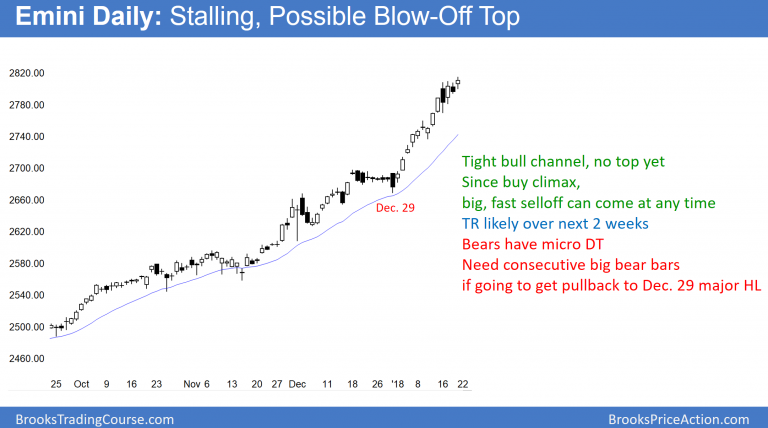 Emini Daily: Stalling, Possible Blow-Off Top
2820.00
2780.00
2740.00
2700.00
2660.00
2620.00
2580.00
2540.00
2500.00
2460.00
Dec. 29
25 Oct 9 16 23 Nov 6 13 20 27 Dec 11 18 26 '18 8 16 22
Tight bull channel, no top yet
Since buy climax,
big, fast selloff can come at any time
TR likely over next 2 weeks
Bears have micro DT
Need consecutive big bear bars
if going to get pullback to Dec. 29 major HL
BrooksTradingCourse.com BrooksPriceAction.com